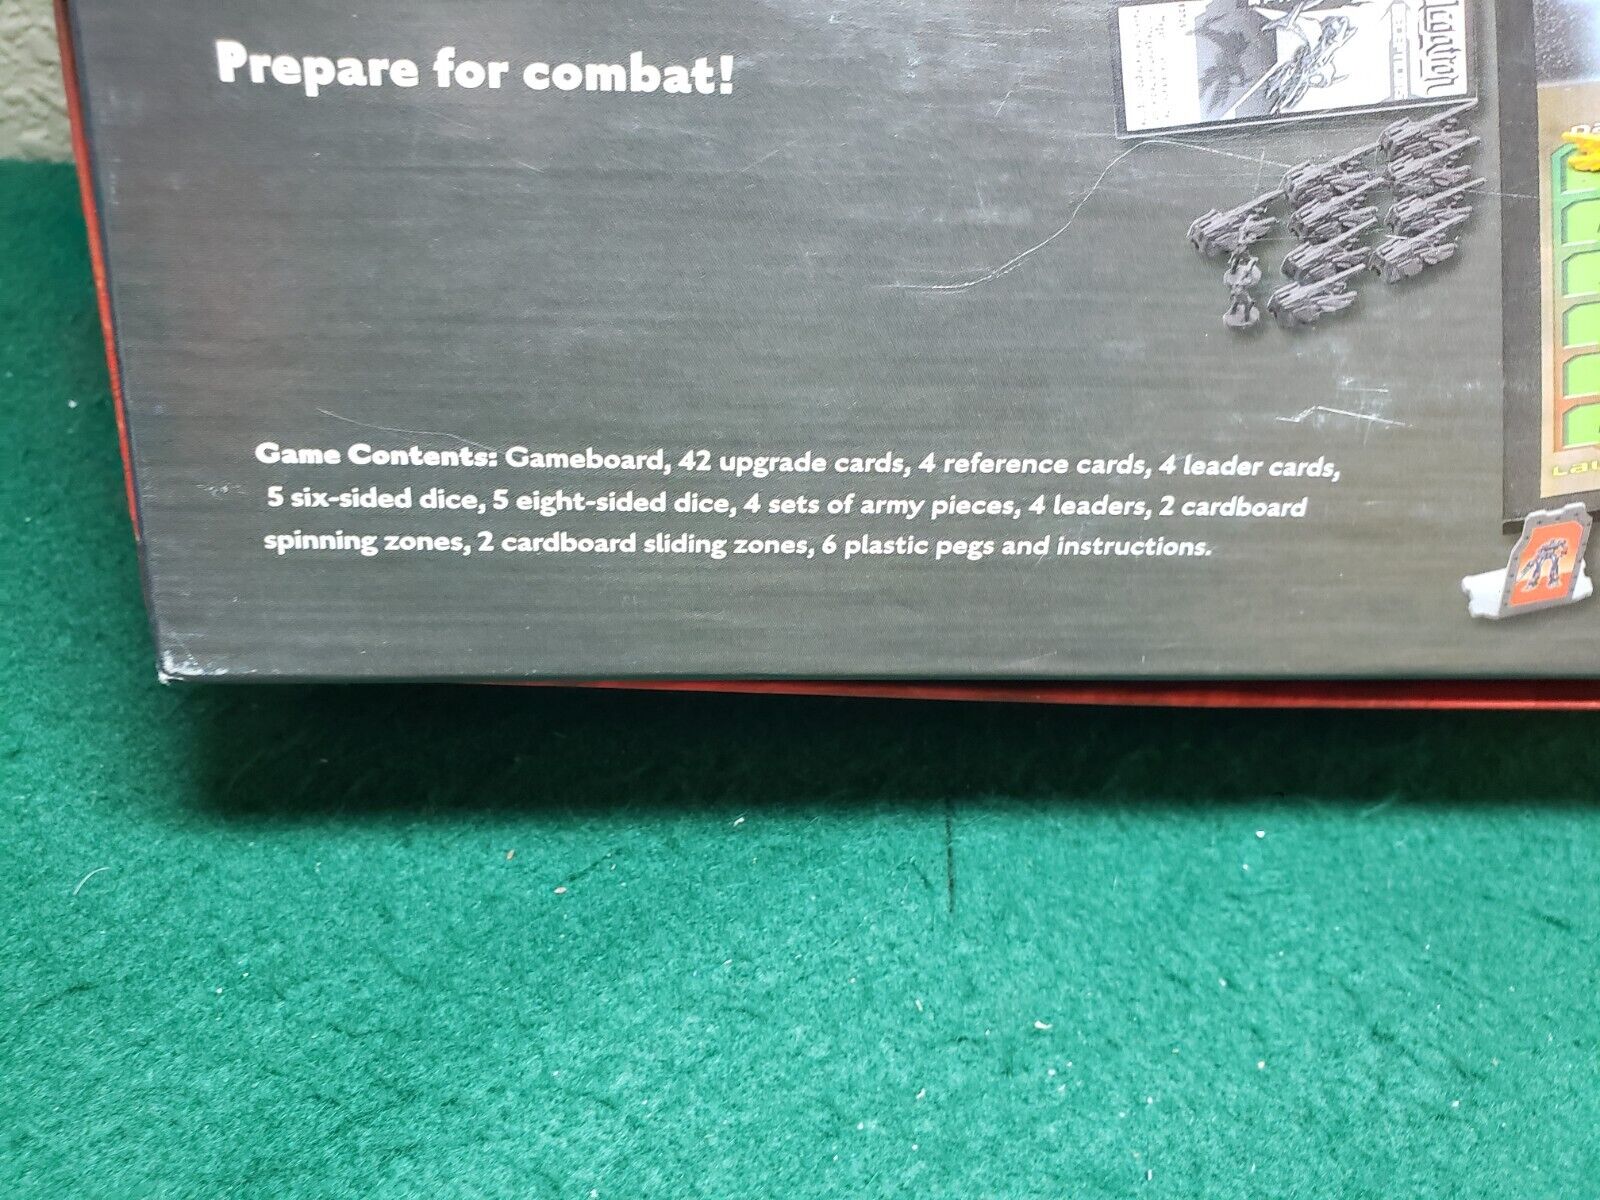 Prepare for combat!
Game Contents: Gameboard, 42 upgrade cards, 4 reference cards, 4 leader cards,
5 six-sided dice, 5 eight-sided dice, 4 sets of army pieces, 4 leaders, 2 cardboard
spinning zones, 2 cardboard sliding zones, 6 plastic pegs and instructions.